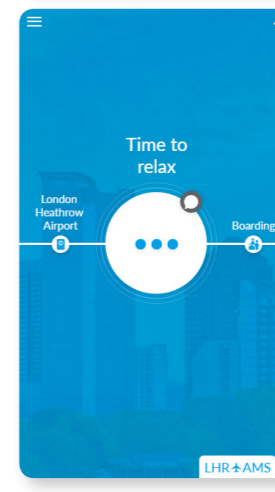 Time to
relax
London
Heathrow
Airport
Boarding
LHR AMS